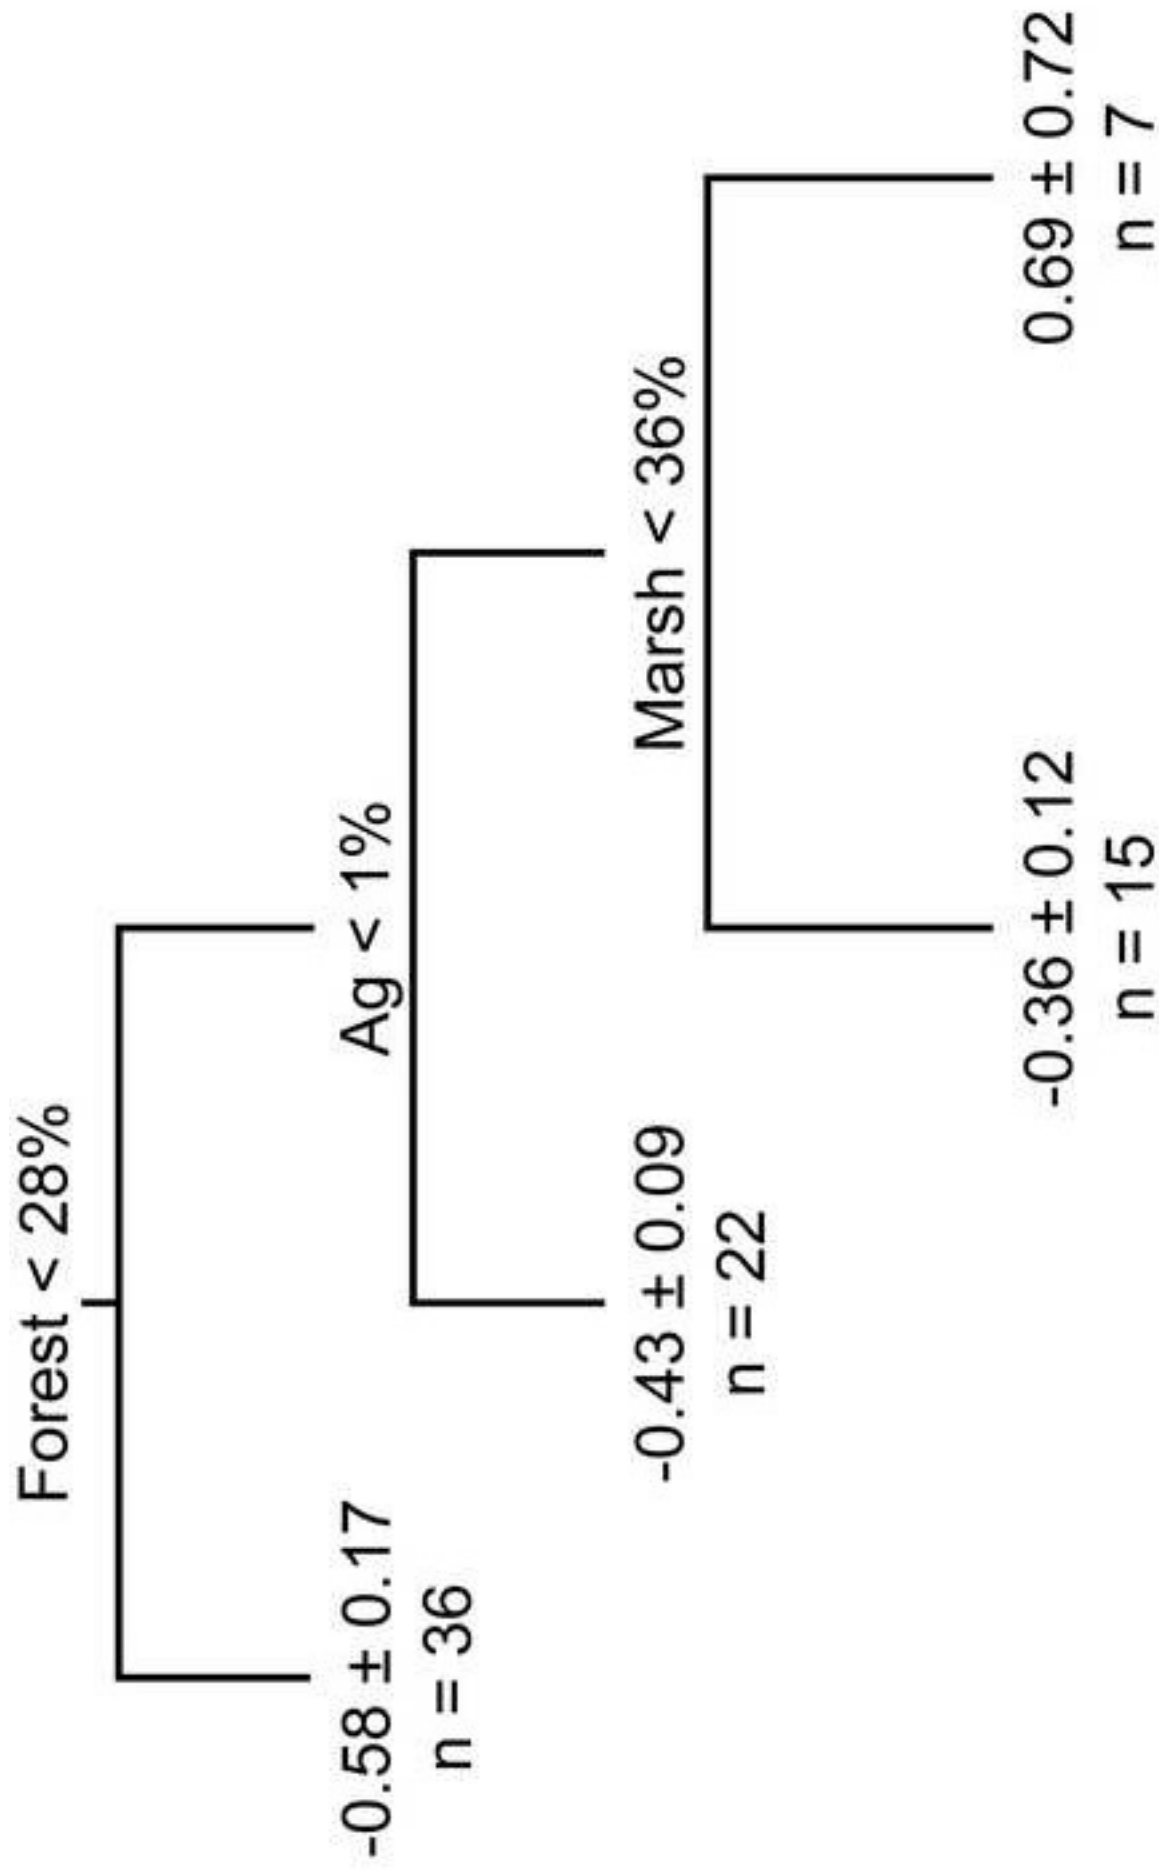 Forest < 28%
-0.58 ± 0.17
n = 36
Ag < 1%
-0.43 ± 0.09
n = 22
Marsh < 36%
-0.36 ± 0.12
n = 15
0.69 ± 0.72
n = 7